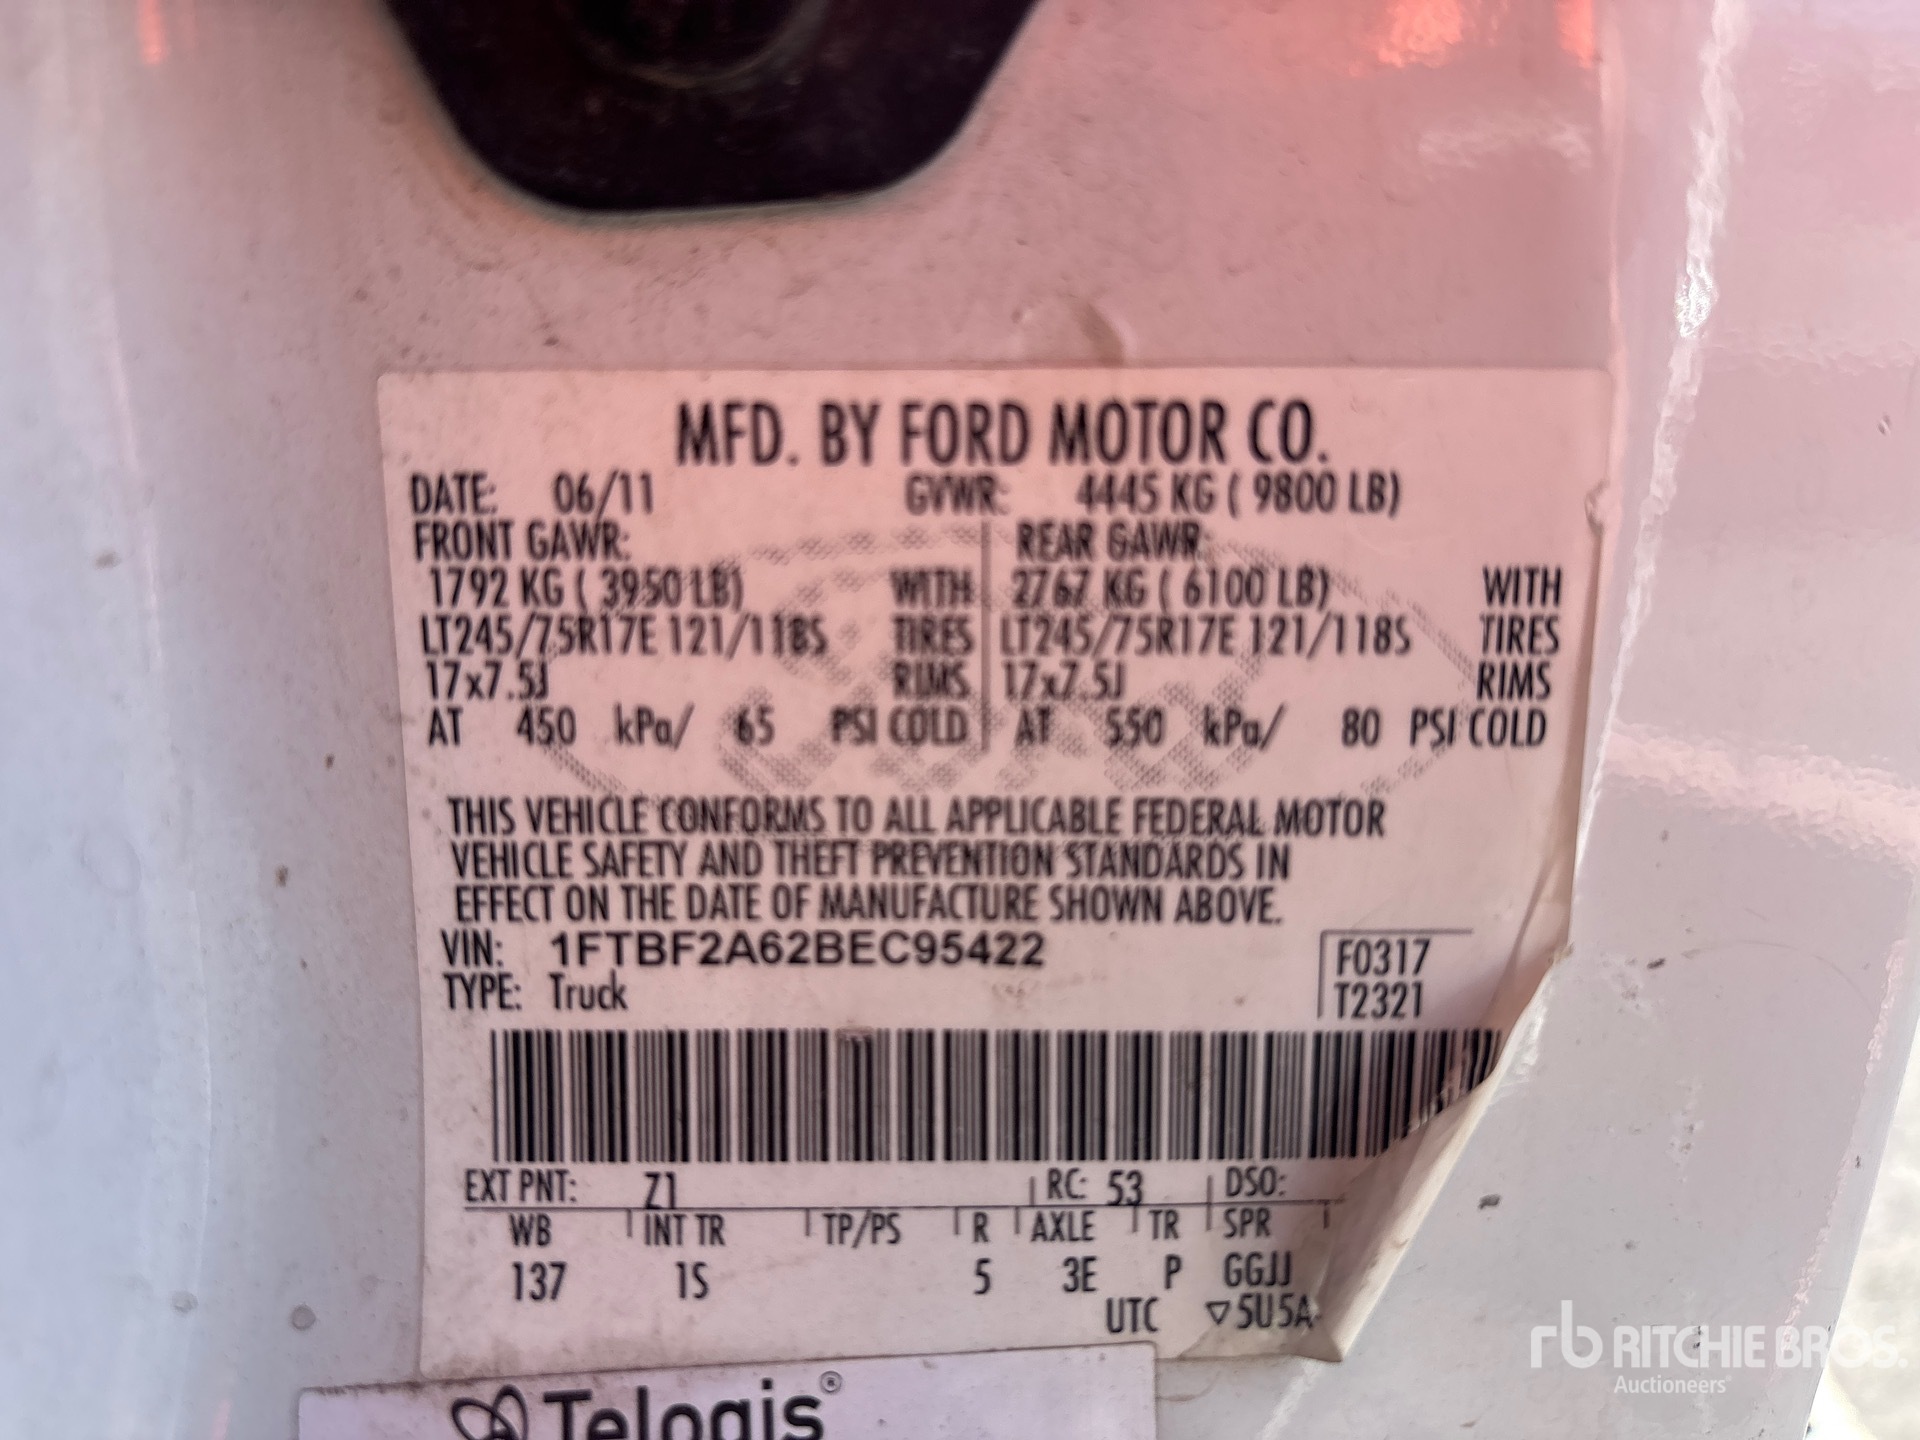 MFD. BY FORD MOTOR CO.
DATE: 06/11 GVWR: 4445 KG ( 9800 LB)
FRONT GAWR: REAR GAWR:
1792 KG ( 3950 LB) WITH 2767 KG ( 6100 LB) WITH
LT245/75R17E 121/118S TIRES LT245/75R17E 121/118S TIRES
17x7.5J RIMS 17x7.5J RIMS
AT 450 kPa/ 65 PSI COLD AT 550 kPa/ 80 PSI COLD
THIS VEHICLE CONFORMS TO ALL APPLICABLE FEDERAL MOTOR
VEHICLE SAFETY AND THEFT PREVENTION STANDARDS IN
EFFECT ON THE DATE OF MANUFACTURE SHOWN ABOVE.
VIN: 1FTBF2A62BEC95422 F0317
TYPE: Truck T2321
EXT PNT: Z1 RC: 53 DSO:
WB INT TR TP/PS R AXLE TR SPR
137 1S 5 3E P GGJJ
UTC ▽5U5A
Telogis®
rb RITCHIE BROS.
Auctioneers